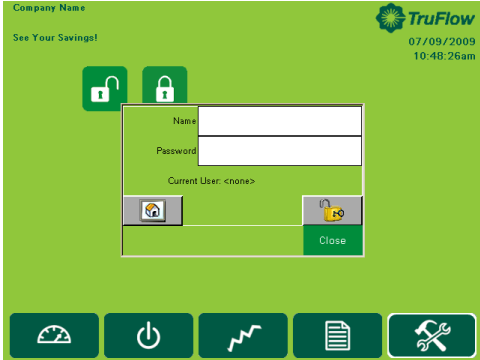 Company Name
TruFlow
See Your Savings!
07/09/2009
10:48:26am
Name
Password
Current User: <none>
Close